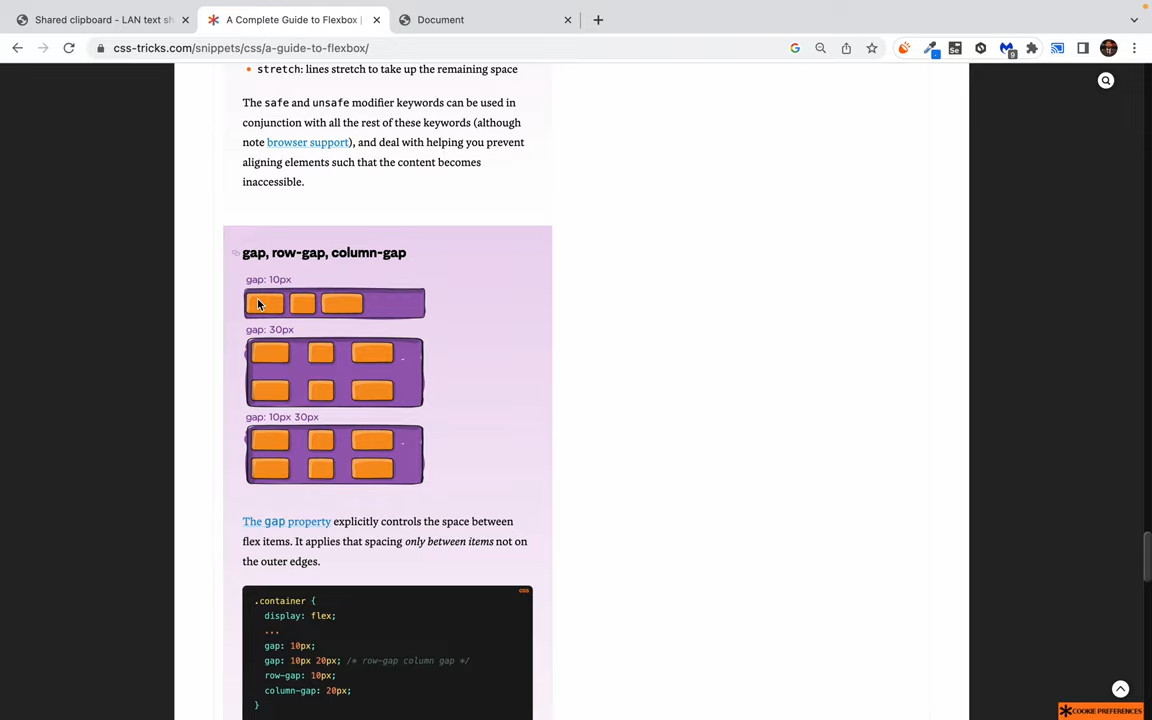 Shared clipboard - LAN text sh
A Complete Guide to Flexbox |
Document
css-tricks.com/snippets/css/a-guide-to-flexbox/
9
• stretch: lines stretch to take up the remaining space
The safe and unsafe modifier keywords can be used in
conjunction with all the rest of these keywords (although
note browser support), and deal with helping you prevent
aligning elements such that the content becomes
inaccessible.
gap, row-gap, column-gap
gap: 10px
gap: 30px
gap: 10px 30px
The gap property explicitly controls the space between
flex items. It applies that spacing only between items not on
the outer edges.
CSS
.container {
display: flex;
...
gap: 10px;
gap: 10px 20px; /* row-gap column gap */
row-gap: 10px;
column-gap: 20px;
}
COOKIE PREFERENCES